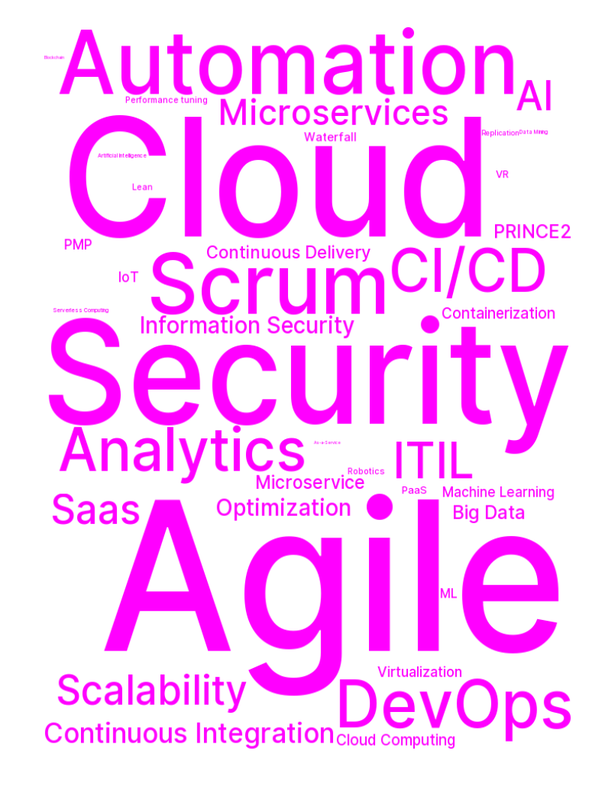 Automation
Blockchain
AI
Performance tuning
Microservices
Cloud
Waterfall
Replication
Data Mining
Artificial Intelligence
Lean
VR
PRINCE2
PMP
Continuous Delivery
CI/CD
Scrum
IoT
Serverless Computing
Containerization
Information Security
Security
Analytics
As-a-Service
ITIL
Robotics
Microservice
PaaS
Machine Learning
Saas
Optimization
Big Data
Agile
ML
Virtualization
Scalability
DevOps
Continuous Integration
Cloud Computing